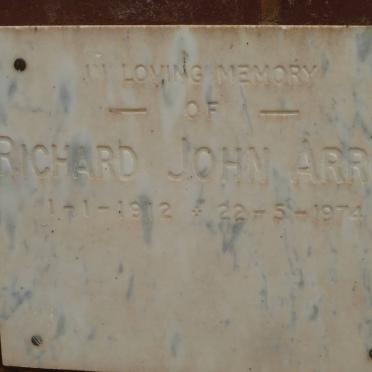 IN LOVING MEMORY
— OF —
RICHARD JOHN ARR
1-1-1912 + 22-5-1974